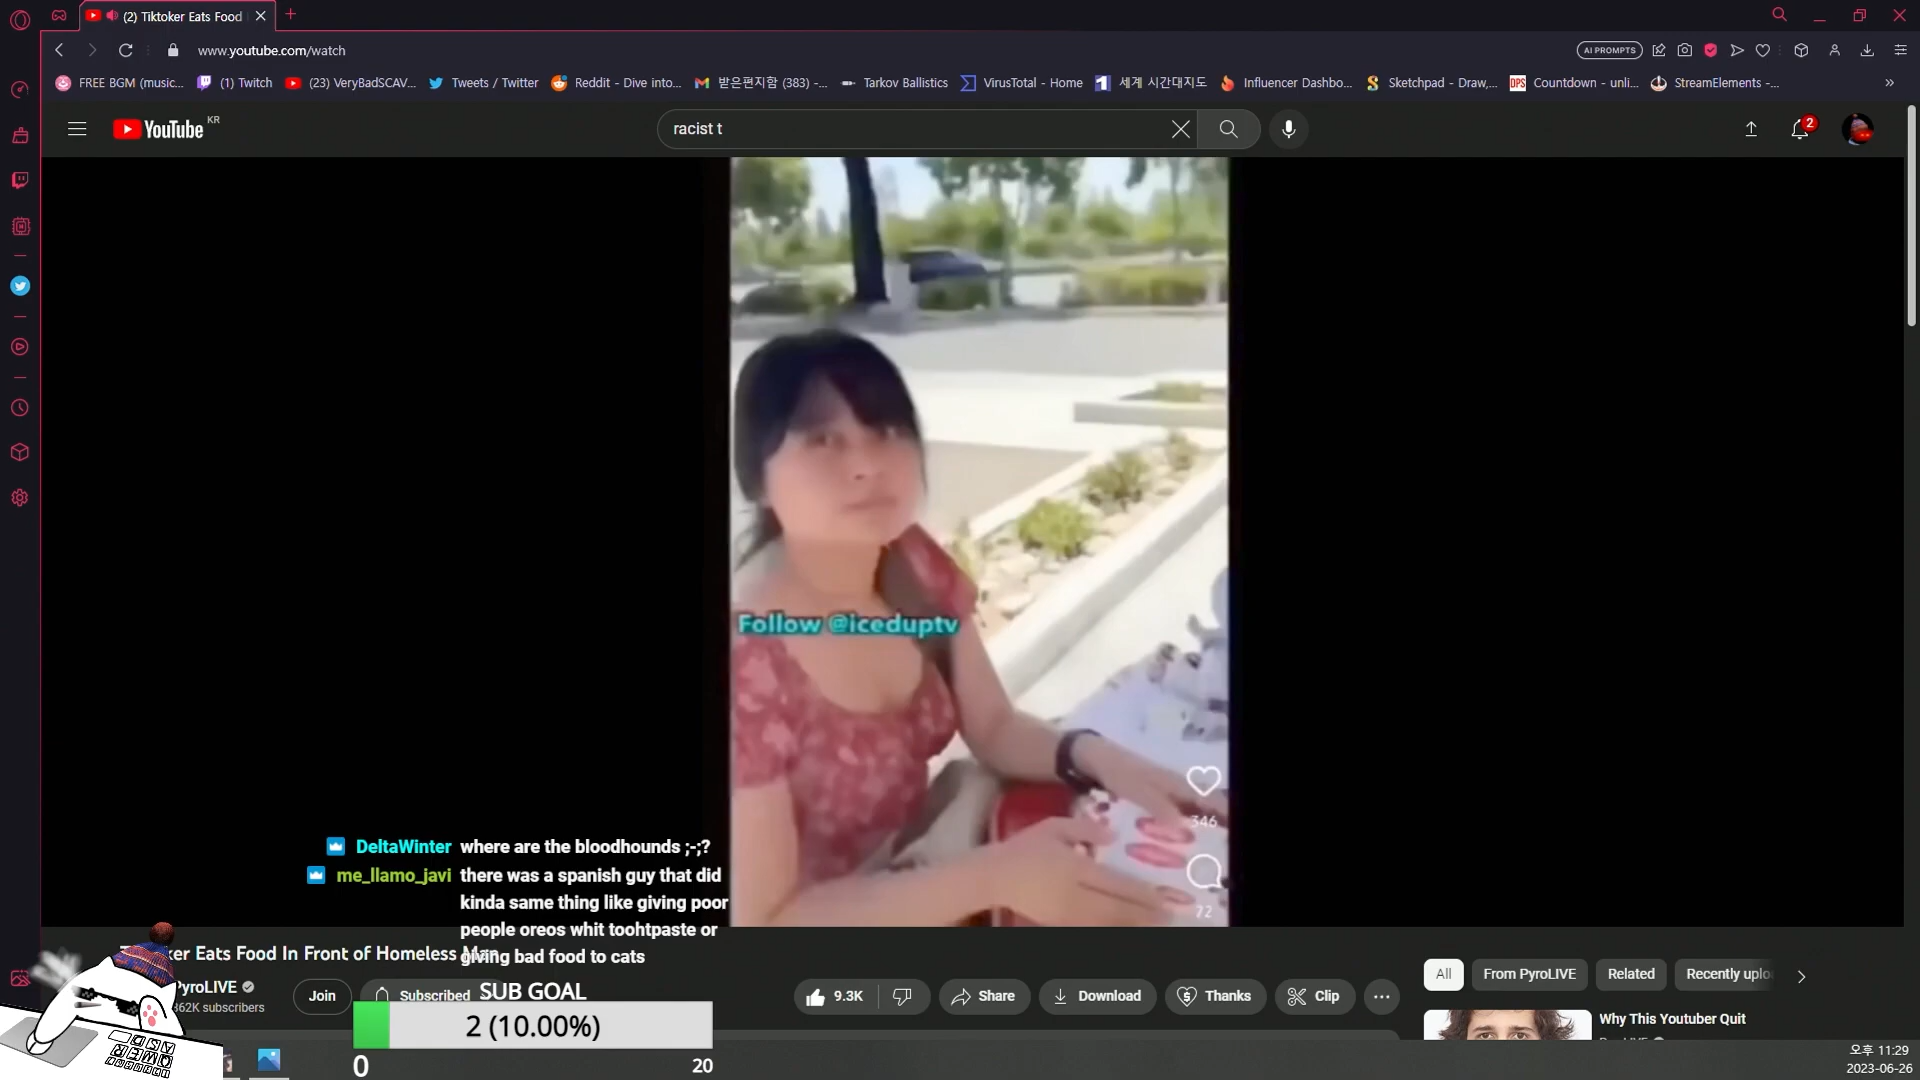 (2) Tiktoker Eats Food
www.youtube.com/watch
AI PROMPTS
FREE BGM (music...
(1) Twitch
(23) VeryBadSCAV...
Tweets / Twitter
Reddit - Dive into...
받은편지함 (383) -...
Tarkov Ballistics
VirusTotal - Home
세계 시간대지도
Influencer Dashbo...
Sketchpad - Draw,...
OPS
Countdown - unli...
StreamElements -...
YouTube KR
racist t
2
Follow @iceduptv
346
72
DeltaWinter where are the bloodhounds ;-;?
me_llamo_javi there was a spanish guy that did
kinda same thing like giving poor
people oreos whit toohtpaste or
giving bad food to cats
Eats Food In Front of Homeless Man
PyroLIVE
362K subscribers
Join
Subscribed
9.3K
Share
Download
Thanks
Clip
SUB GOAL
2 (10.00%)
0
20
All
From PyroLIVE
Related
Recently uplo
Why This Youtuber Quit
오후 11:29
2023-06-26